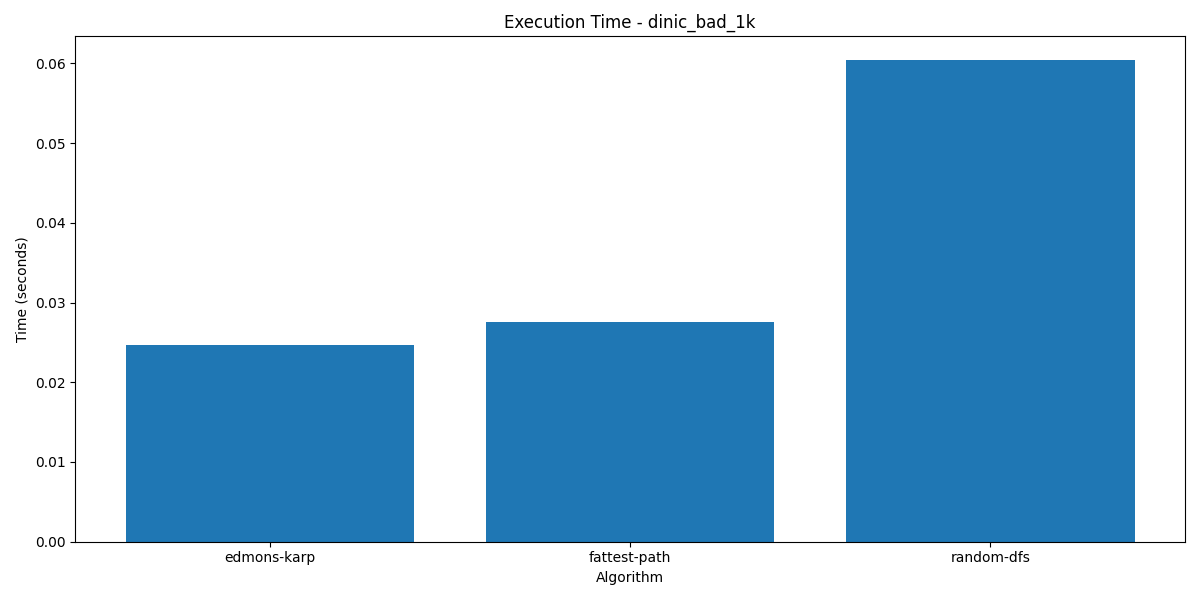 Execution Time - dinic_bad_1k
0.06
0.05
0.04
0.03
0.02
0.01
0.00
Time (seconds)
edmons-karp
fattest-path
random-dfs
Algorithm